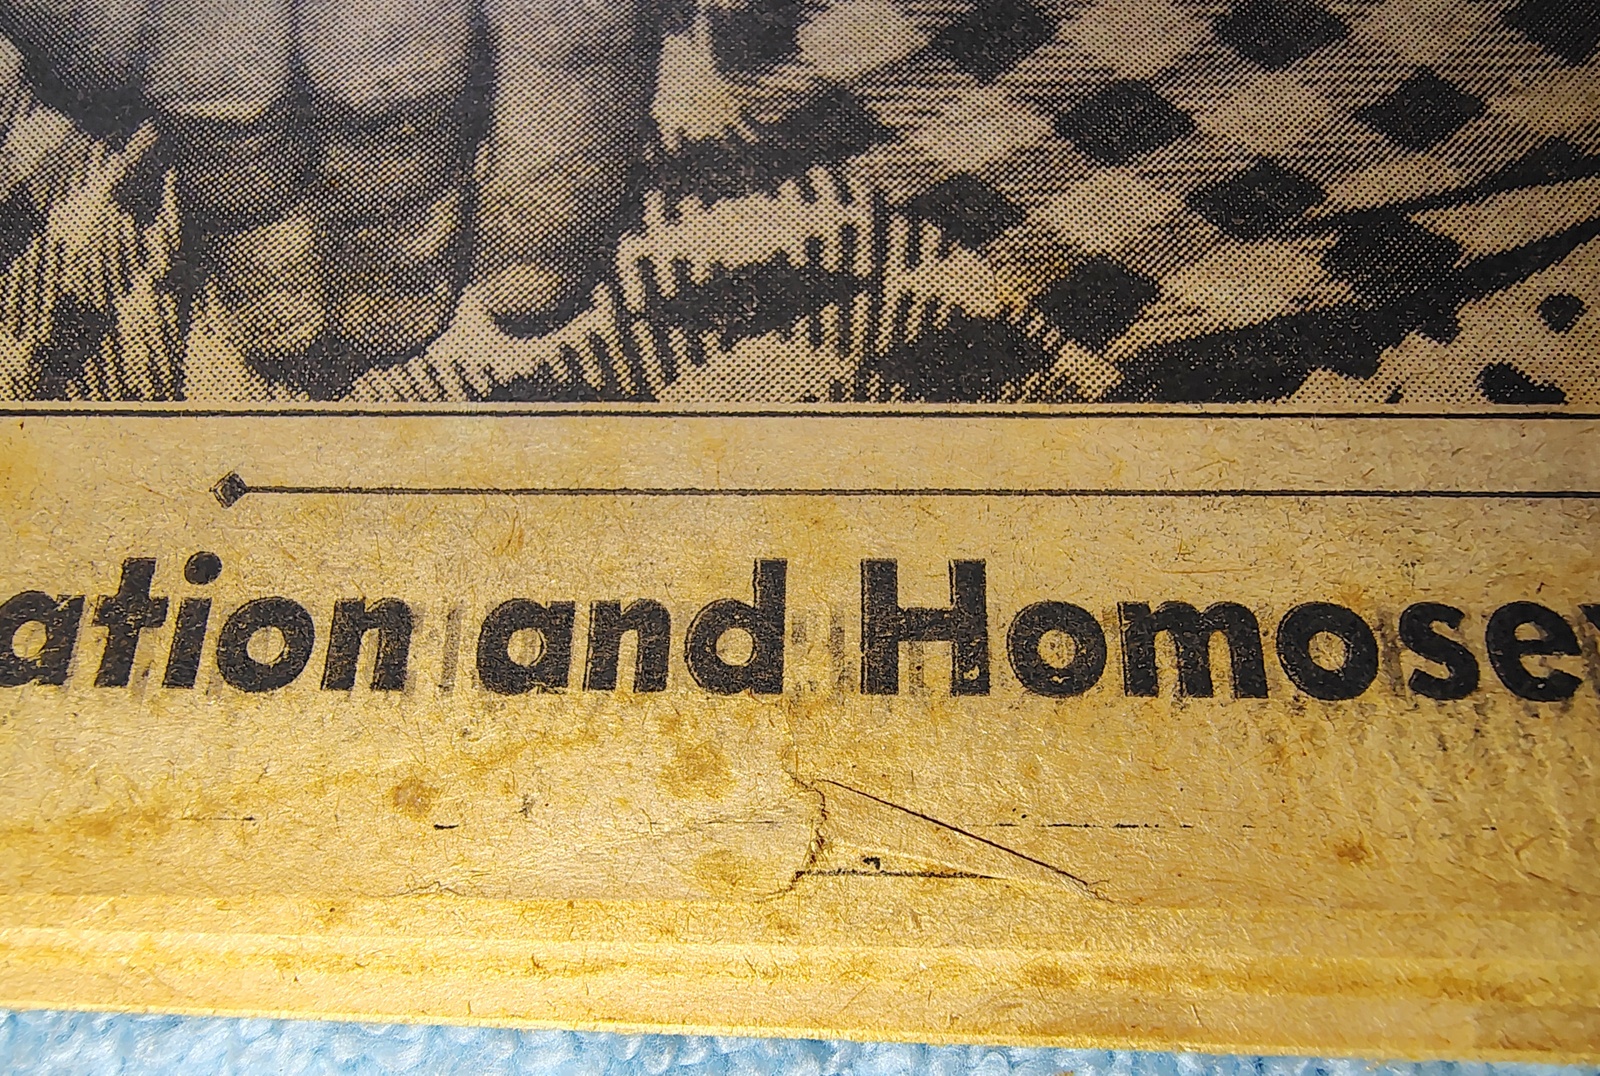 ation and Homose